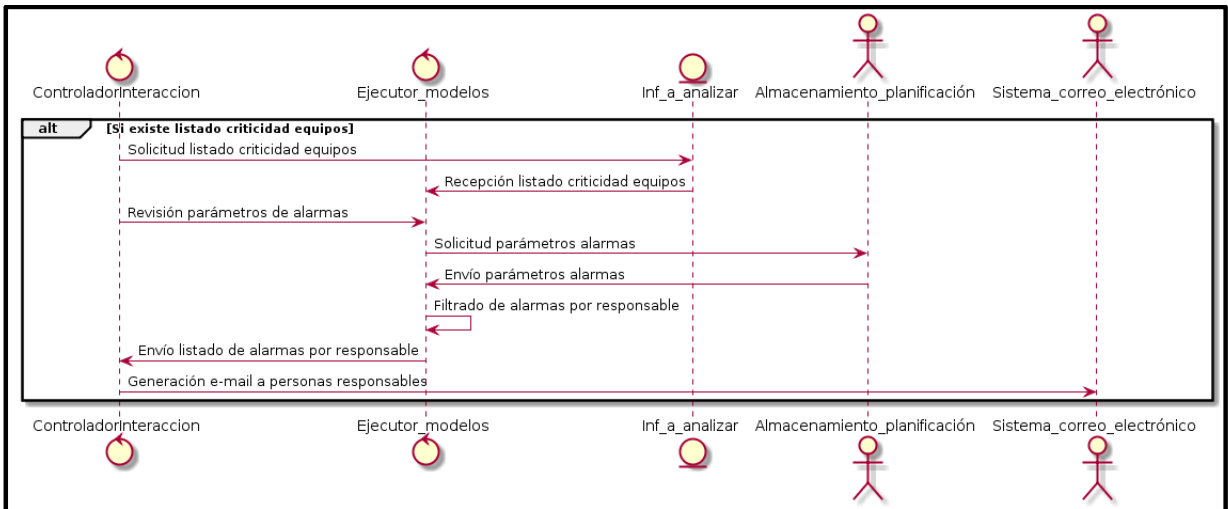 ControladorInteraccion Ejecutor_modelos Inf_a_analizar Almacenamiento_planificación Sistema_correo_electrónico
alt [Si existe listado criticidad equipos]
Solicitud listado criticidad equipos
Recepción listado criticidad equipos
Revisión parámetros de alarmas
Solicitud parámetros alarmas
Envío parámetros alarmas
Filtrado de alarmas por responsable
Envío listado de alarmas por responsable
Generación e-mail a personas responsables
ControladorInteraccion Ejecutor_modelos Inf_a_analizar Almacenamiento_planificación Sistema_correo_electrónico